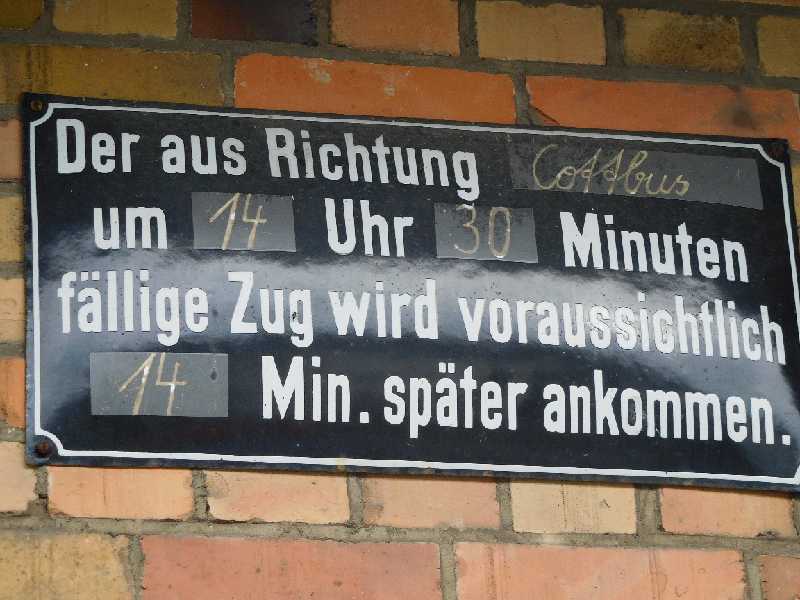 Der aus Richtung Cottbus
um 14 Uhr 30 Minuten
fällige Zug wird voraussichtlich
14 Min. später ankommen.